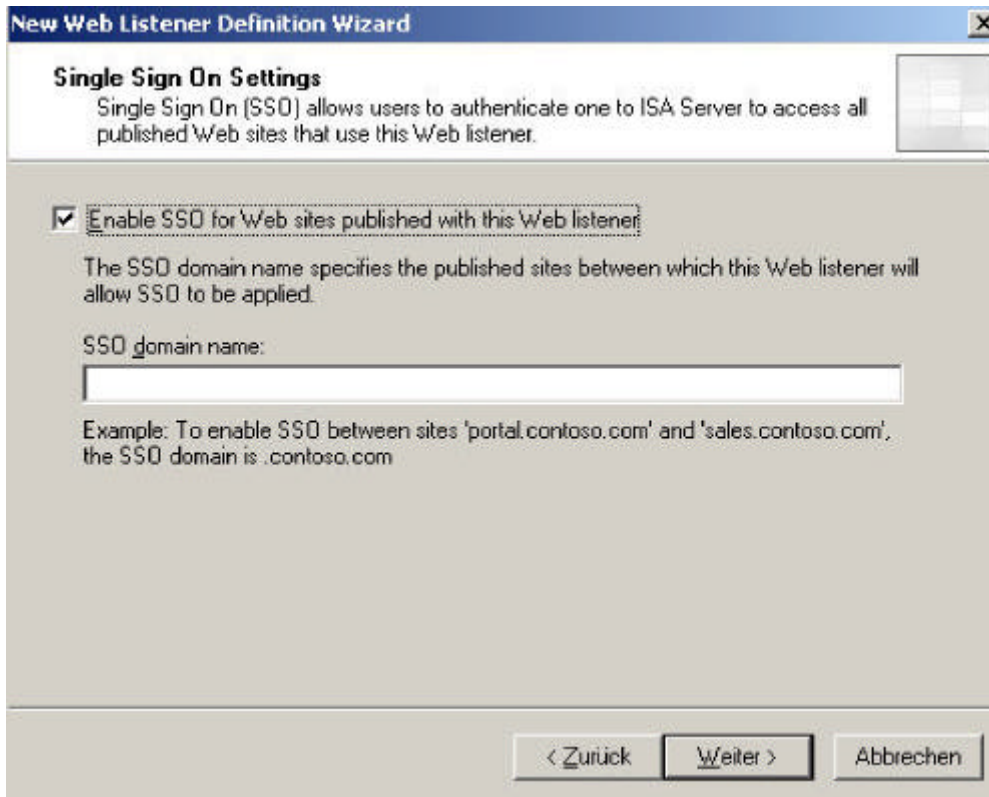 New Web Listener Definition Wizard
Single Sign On Settings
Single Sign On (SSO) allows users to authenticate one to ISA Server to access all
published Web sites that use this Web listener.
Enable SSO for Web sites published with this Web listener
The SSO domain name specifies the published sites between which this Web listener will
allow SSO to be applied.
SSO domain name:
Example: To enable SSO between sites 'portal.contoso.com' and 'sales.contoso.com',
the SSO domain is .contoso.com
< Zurück
Weiter >
Abbrechen